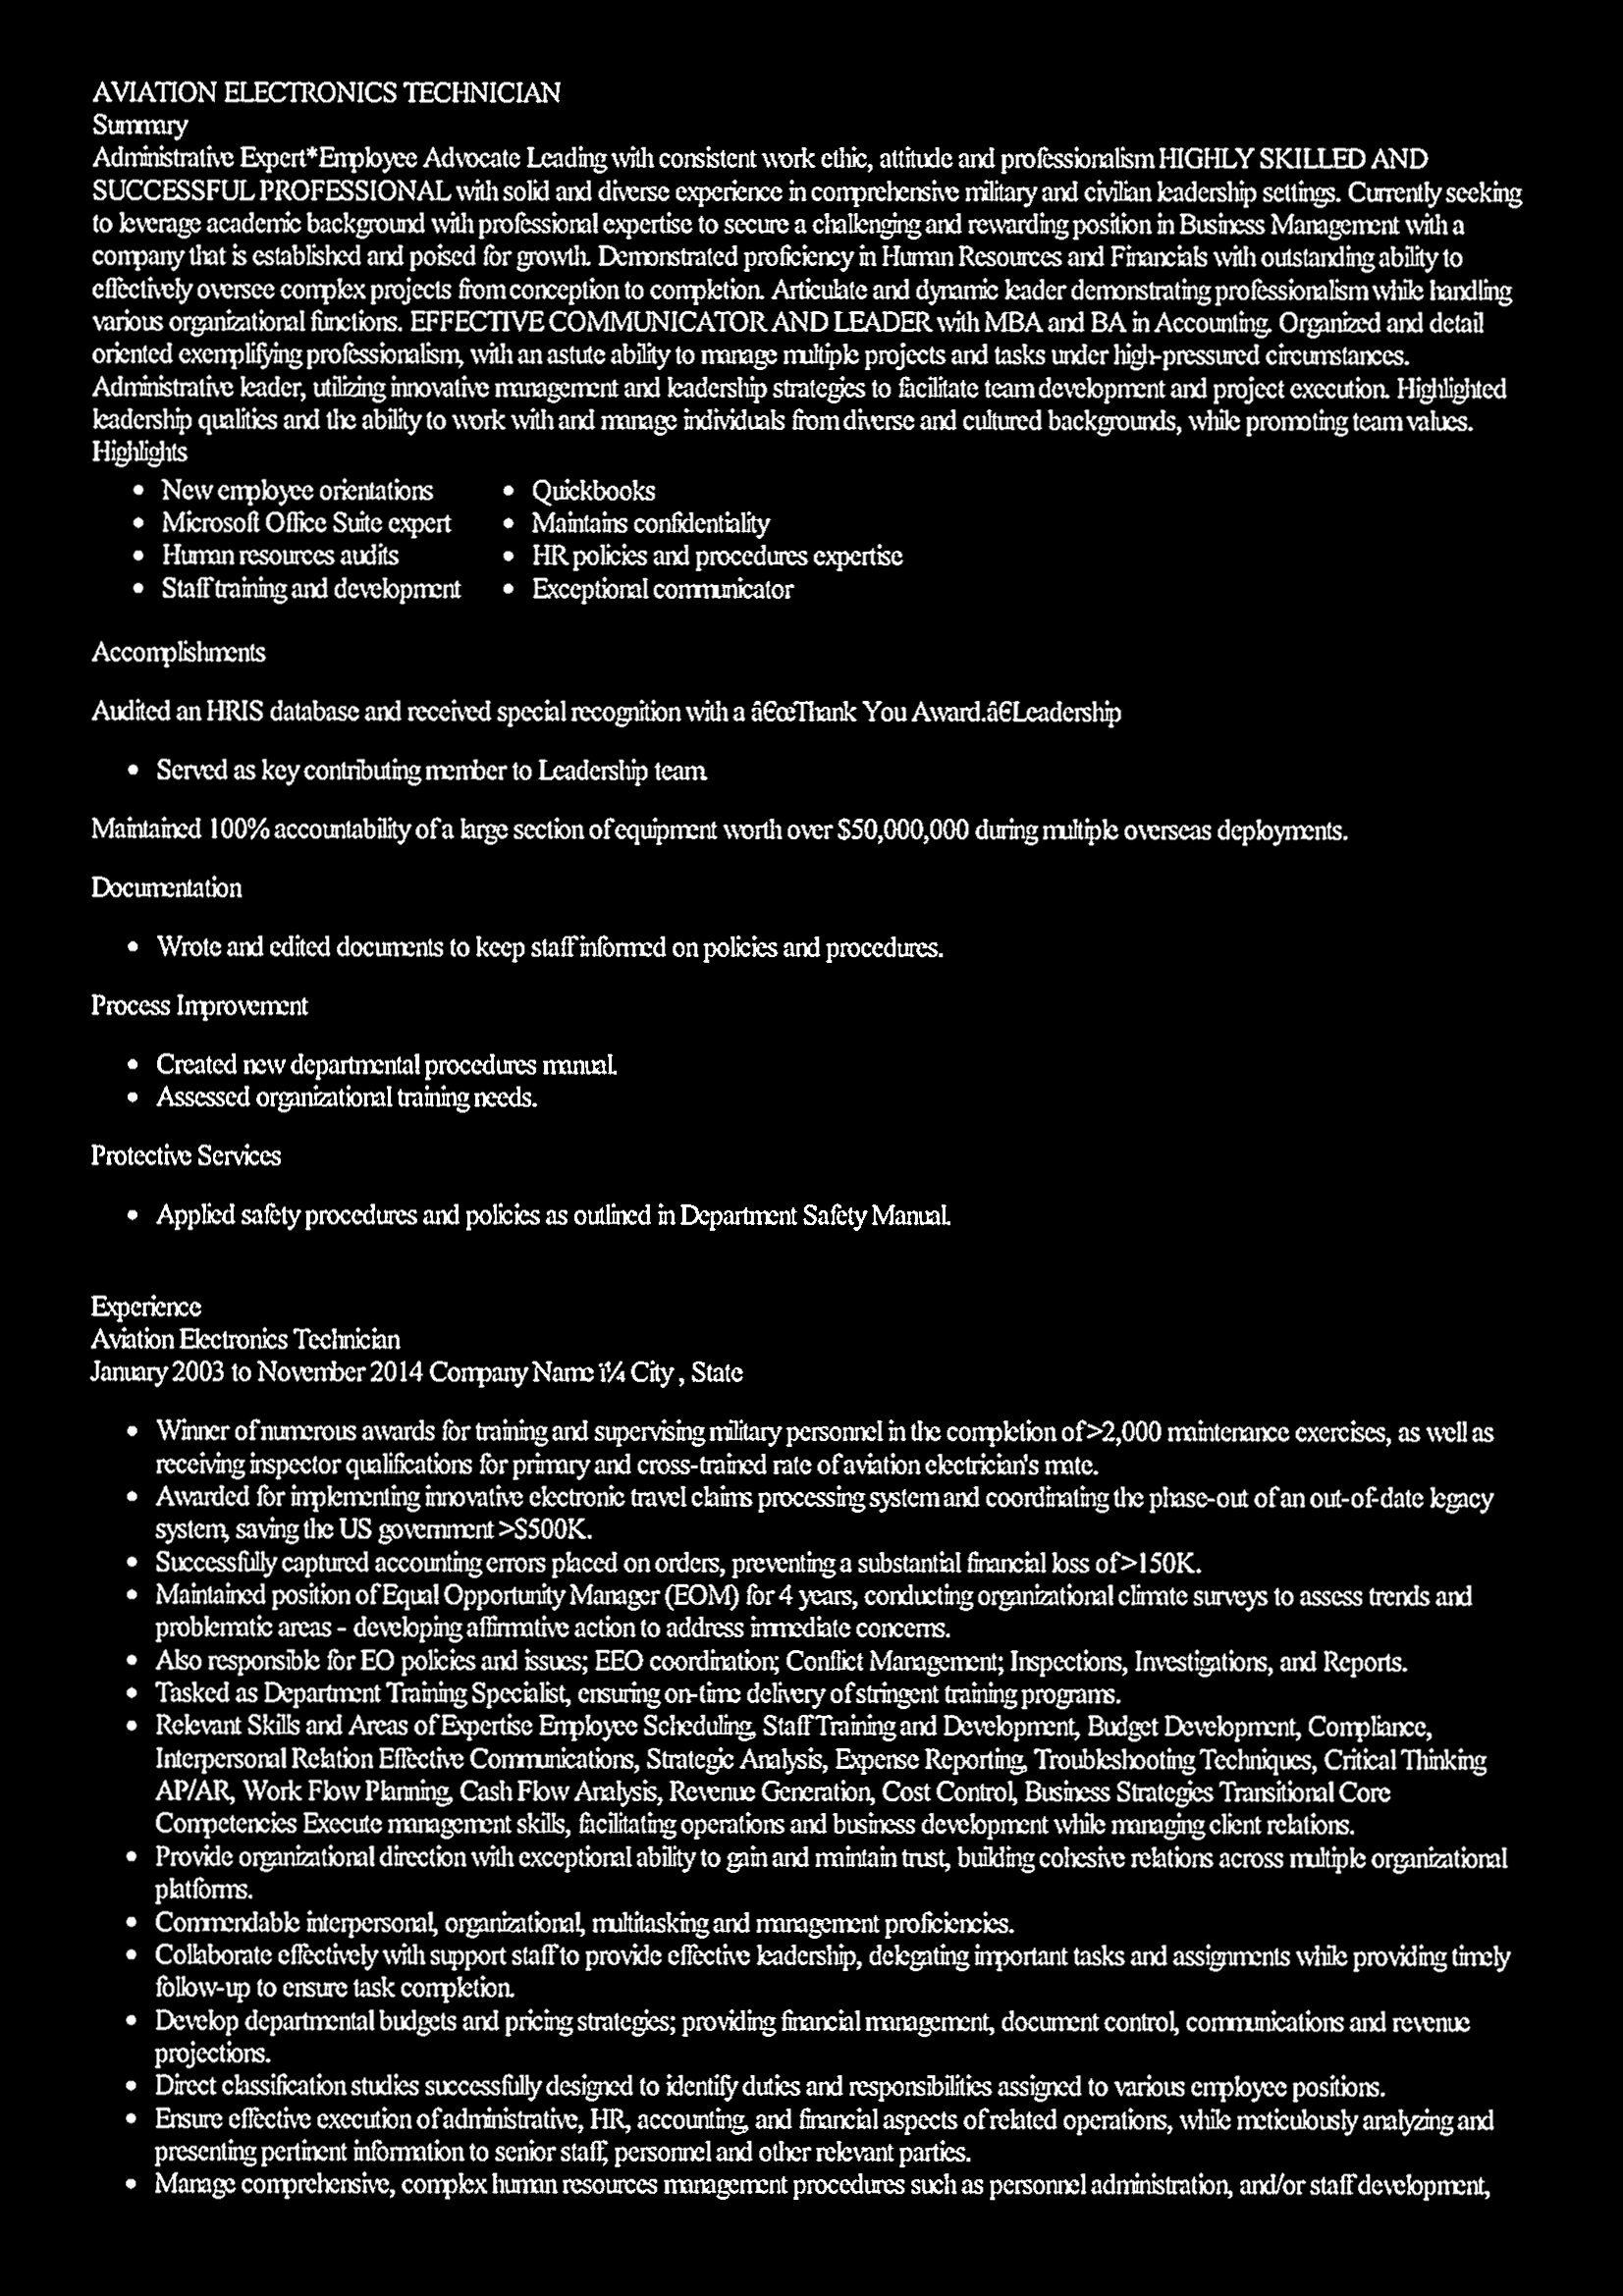 AVIATION ELECTRONICS TECHNICIAN
Summary
Administrative Expert*Employee Advocate Leading with consistent work ethic, attitude and professionalism HIGHLY SKILLED AND
SUCCESSFUL PROFESSIONAL with solid and diverse experience in comprehensive military and civilian leadership settings. Currently seeking
to leverage academic background with professional expertise to secure a challenging and rewarding position in Business Management with a
company that is established and poised for growth. Demonstrated proficiency in Human Resources and Financials with outstanding ability to
effectively oversee complex projects from conception to completion. Articulate and dynamic leader demonstrating professionalism while handling
various organizational functions. EFFECTIVE COMMUNICATOR AND LEADER with MBA and BA in Accounting. Organized and detail
oriented exemplifying professionalism, with an astute ability to manage multiple projects and tasks under high-pressured circumstances.
Administrative leader, utilizing innovative management and leadership strategies to facilitate team development and project execution. Highlighted
leadership qualities and the ability to work with and manage individuals from diverse and cultured backgrounds, while promoting team values.
Highlights
• New employee orientations
• Microsoft Office Suite expert
• Human resources audits
• Staff training and development
• Quickbooks
• Maintains confidentiality
• HR policies and procedures expertise
• Exceptional communicator
Accomplishments
Audited an HRIS database and received special recognition with a â€œThank You Award.â€Leadership
• Served as key contributing member to Leadership team.
Maintained 100% accountability of a large section of equipment worth over $50,000,000 during multiple overseas deployments.
Documentation
• Wrote and edited documents to keep staff informed on policies and procedures.
Process Improvement
• Created new departmental procedures manual.
• Assessed organizational training needs.
Protective Services
• Applied safety procedures and policies as outlined in Department Safety Manual.
Experience
Aviation Electronics Technician
January 2003 to November 2014 Company Name ï¼ City , State
• Winner of numerous awards for training and supervising military personnel in the completion of >2,000 maintenance exercises, as well as
receiving inspector qualifications for primary and cross-trained rate of aviation electrician's mate.
• Awarded for implementing innovative electronic travel claims processing system and coordinating the phase-out of an out-of-date legacy
system, saving the US government >$500K.
• Successfully captured accounting errors placed on orders, preventing a substantial financial loss of >150K.
• Maintained position of Equal Opportunity Manager (EOM) for 4 years, conducting organizational climate surveys to assess trends and
problematic areas - developing affirmative action to address immediate concerns.
• Also responsible for EO policies and issues; EEO coordination; Conflict Management; Inspections, Investigations, and Reports.
• Tasked as Department Training Specialist, ensuring on-time delivery of stringent training programs.
• Relevant Skills and Areas of Expertise Employee Scheduling, Staff Training and Development, Budget Development, Compliance,
Interpersonal Relation Effective Communications, Strategic Analysis, Expense Reporting, Troubleshooting Techniques, Critical Thinking
AP/AR, Work Flow Planning, Cash Flow Analysis, Revenue Generation, Cost Control, Business Strategies Transitional Core
Competencies Execute management skills, facilitating operations and business development while managing client relations.
• Provide organizational direction with exceptional ability to gain and maintain trust, building cohesive relations across multiple organizational
platforms.
• Commendable interpersonal, organizational, multitasking and management proficiencies.
• Collaborate effectively with support staff to provide effective leadership, delegating important tasks and assignments while providing timely
follow-up to ensure task completion.
• Develop departmental budgets and pricing strategies; providing financial management, document control, communications and revenue
projections.
• Direct classification studies successfully designed to identify duties and responsibilities assigned to various employee positions.
• Ensure effective execution of administrative, HR, accounting, and financial aspects of related operations, while meticulously analyzing and
presenting pertinent information to senior staff, personnel and other relevant parties.
• Manage comprehensive, complex human resources management procedures such as personnel administration, and/or staff development,